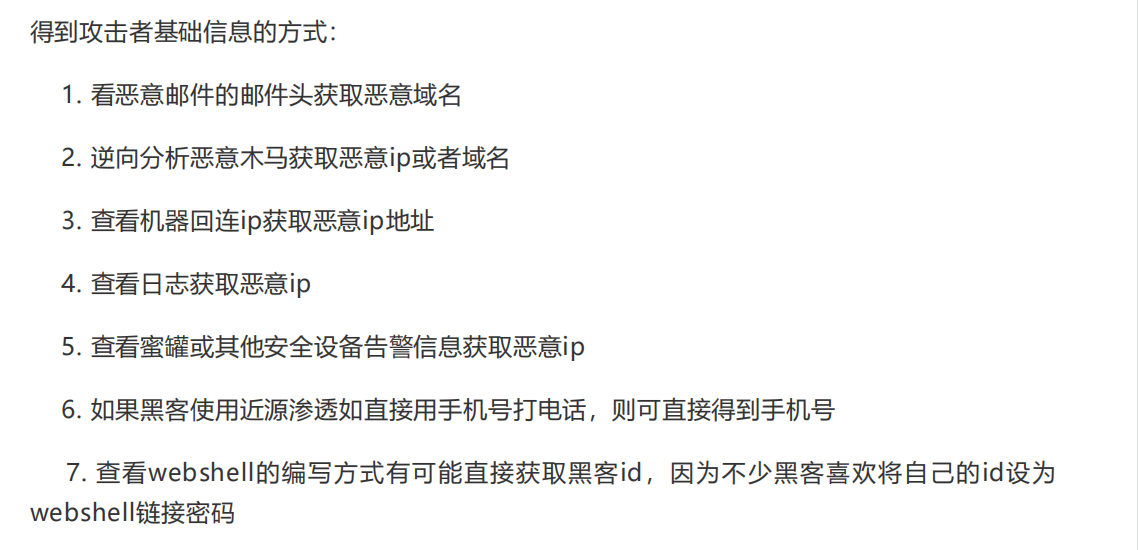 得到攻击者基础信息的方式：
1. 看恶意邮件的邮件头获取恶意域名
2. 逆向分析恶意木马获取恶意ip或者域名
3. 查看机器回连ip获取恶意ip地址
4. 查看日志获取恶意ip
5. 查看蜜罐或其他安全设备告警信息获取恶意ip
6. 如果黑客使用近源渗透如直接用手机号打电话，则可直接得到手机号
7. 查看webshell的编写方式有可能直接获取黑客id，因为不少黑客喜欢将自己的id设为
webshell链接密码